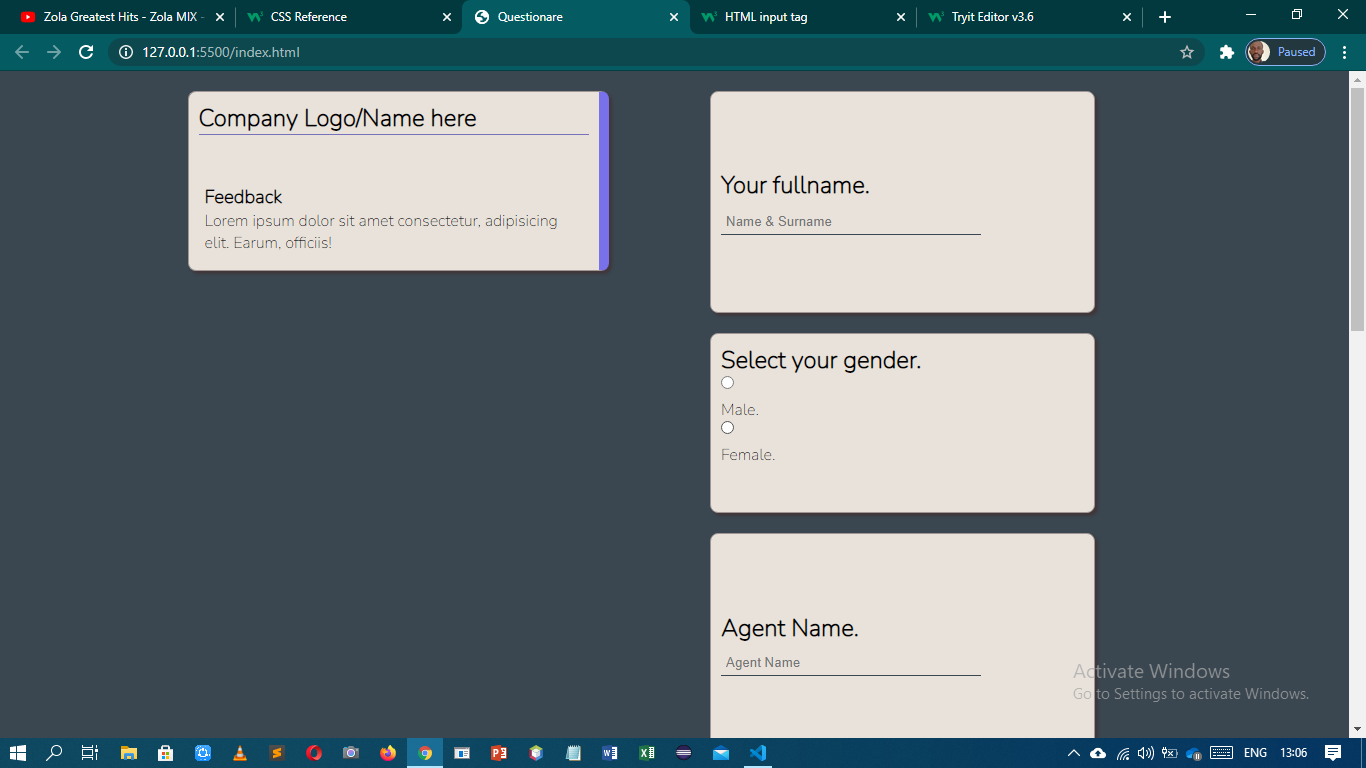 Zola Greatest Hits - Zola MIX -
CSS Reference
Questionare
HTML input tag
Tryit Editor v3.6
127.0.0.1:5500/index.html
Paused
Company Logo/Name here
Feedback
Lorem ipsum dolor sit amet consectetur, adipisicing
elit. Earum, officiis!
Your fullname.
Name & Surname
Select your gender.
Male.
Female.
Agent Name.
Agent Name
Activate Windows
Go to Settings to activate Windows.
ENG
13:06